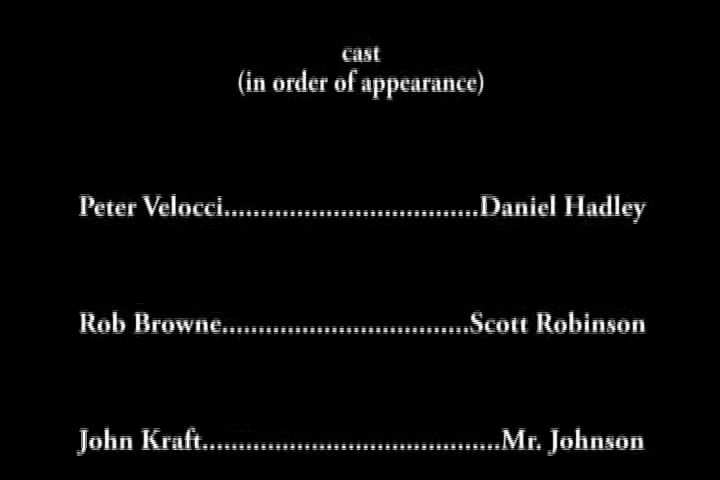 cast
(in order of appearance)
Peter Velocci...................................Daniel Hadley
Rob Browne..................................Scott Robinson
John Kraft.........................................Mr. Johnson